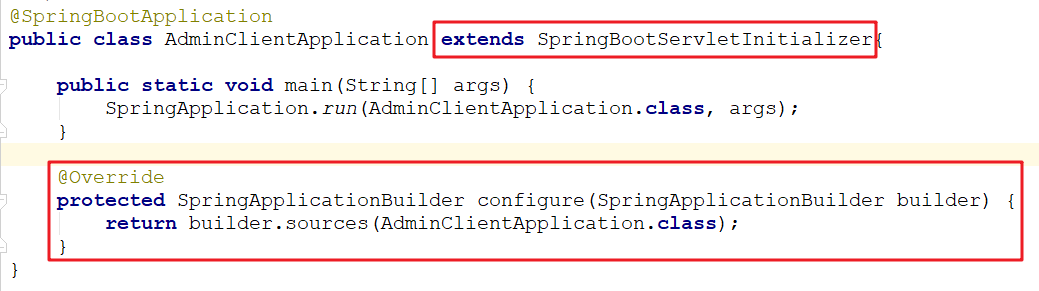 @SpringBootApplication
public class AdminClientApplication extends SpringBootServletInitializer{
public static void main(String[] args) {
SpringApplication.run(AdminClientApplication.class, args);
}
@Override
protected SpringApplicationBuilder configure(SpringApplicationBuilder builder) {
return builder.sources(AdminClientApplication.class);
}
}